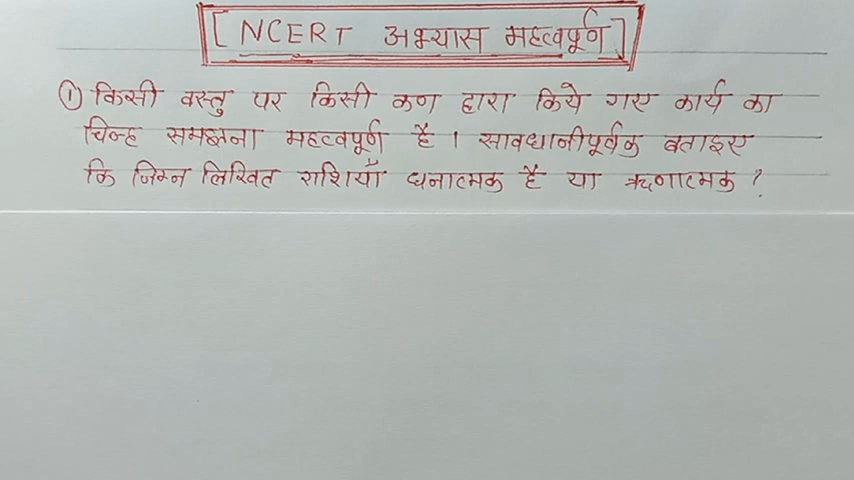 [NCERT अभ्यास महत्वपूर्ण]
① किसी वस्तु पर किसी कण द्वारा किये गए कार्य का
चिन्ह समझना महत्वपूर्ण है । सावधानीपूर्वक बताइए
कि निम्न लिखित राशियाँ धनात्मक है या ऋणात्मक ?